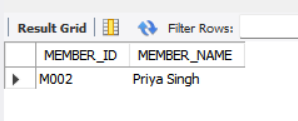 Result Grid Filter Rows:
MEMBER_ID MEMBER_NAME
M002 Priya Singh